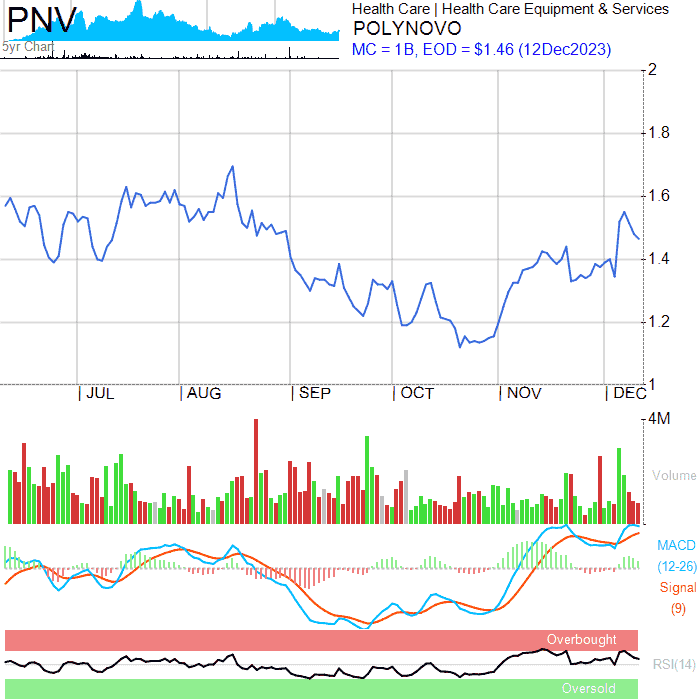 PNV
5yr Chart
Health Care | Health Care Equipment & Services
POLYNOVO
MC = 1B, EOD = $1.46 (12Dec2023)
2
1.8
1.6
1.4
1.2
1
| JUL | AUG | SEP | OCT | NOV | DEC
4M
Volume
MACD
(12-26)
Signal
(9)
Overbought
RSI(14)
Oversold